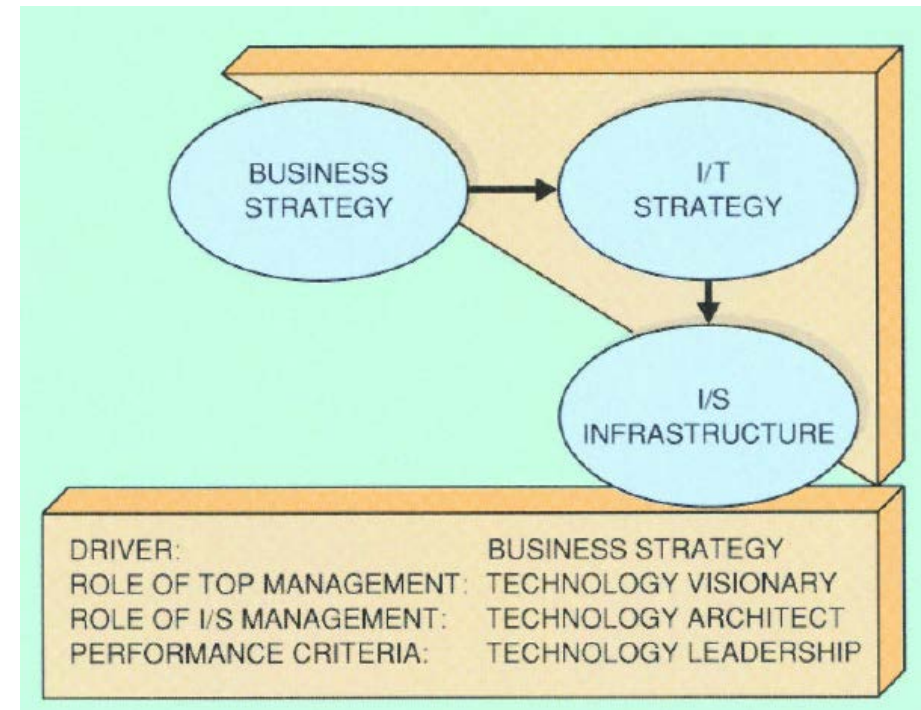 BUSINESS
STRATEGY
I/T
STRATEGY
I/S
INFRASTRUCTURE
DRIVER: BUSINESS STRATEGY
ROLE OF TOP MANAGEMENT: TECHNOLOGY VISIONARY
ROLE OF I/S MANAGEMENT: TECHNOLOGY ARCHITECT
PERFORMANCE CRITERIA: TECHNOLOGY LEADERSHIP